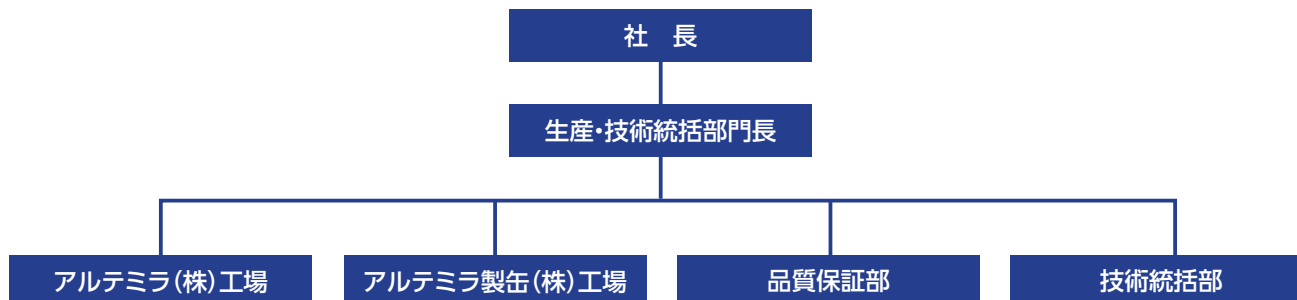 社　長
生産・技術統括部門長
アルテミラ(株)工場
アルテミラ製缶(株)工場
品質保証部
技術統括部